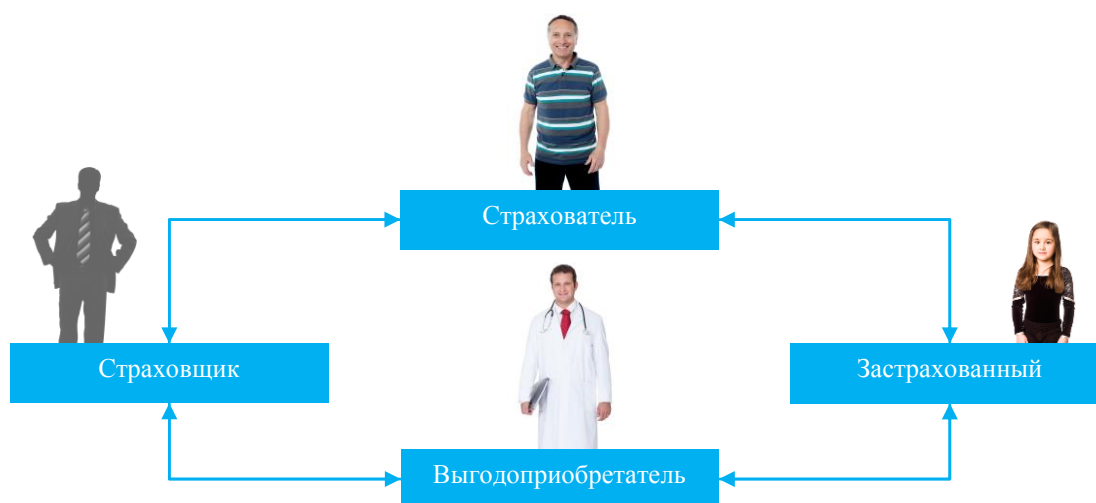 Страхователь
Страховщик
Застрахованный
Выгодоприобретатель